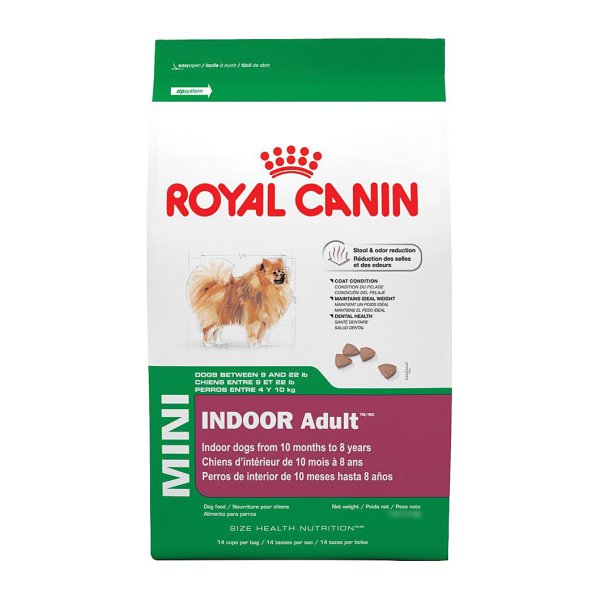 easyopen / facile à ouvrir / fácil de abrir
zipsystem
ROYAL CANIN
Stool & odor reduction
Réduction des selles
et des odeurs
COAT CONDITION
CONDITION DU PELAGE
CONDICIÓN DEL PELAJE
MAINTAINS IDEAL WEIGHT
MAINTIENT UN POIDS IDÉAL
MANTIENE EL PESO IDEAL
DENTAL HEALTH
SANTÉ DENTAIRE
SALUD DENTAL
DOGS BETWEEN 9 AND 22 lb
CHIENS ENTRE 9 ET 22 lb
PERROS ENTRE 4 Y 10 kg
MINI
INDOOR Adult TM/MC
Indoor dogs from 10 months to 8 years
Chiens d'intérieur de 10 mois à 8 ans
Perros de interior de 10 meses hasta 8 años
Dog food / Nourriture pour chiens
Alimento para perros
Net weight / Poids net / Peso neto
SIZE HEALTH NUTRITION TM/MC
14 cups per bag / 14 tasses par sac / 14 tazas por bolsa